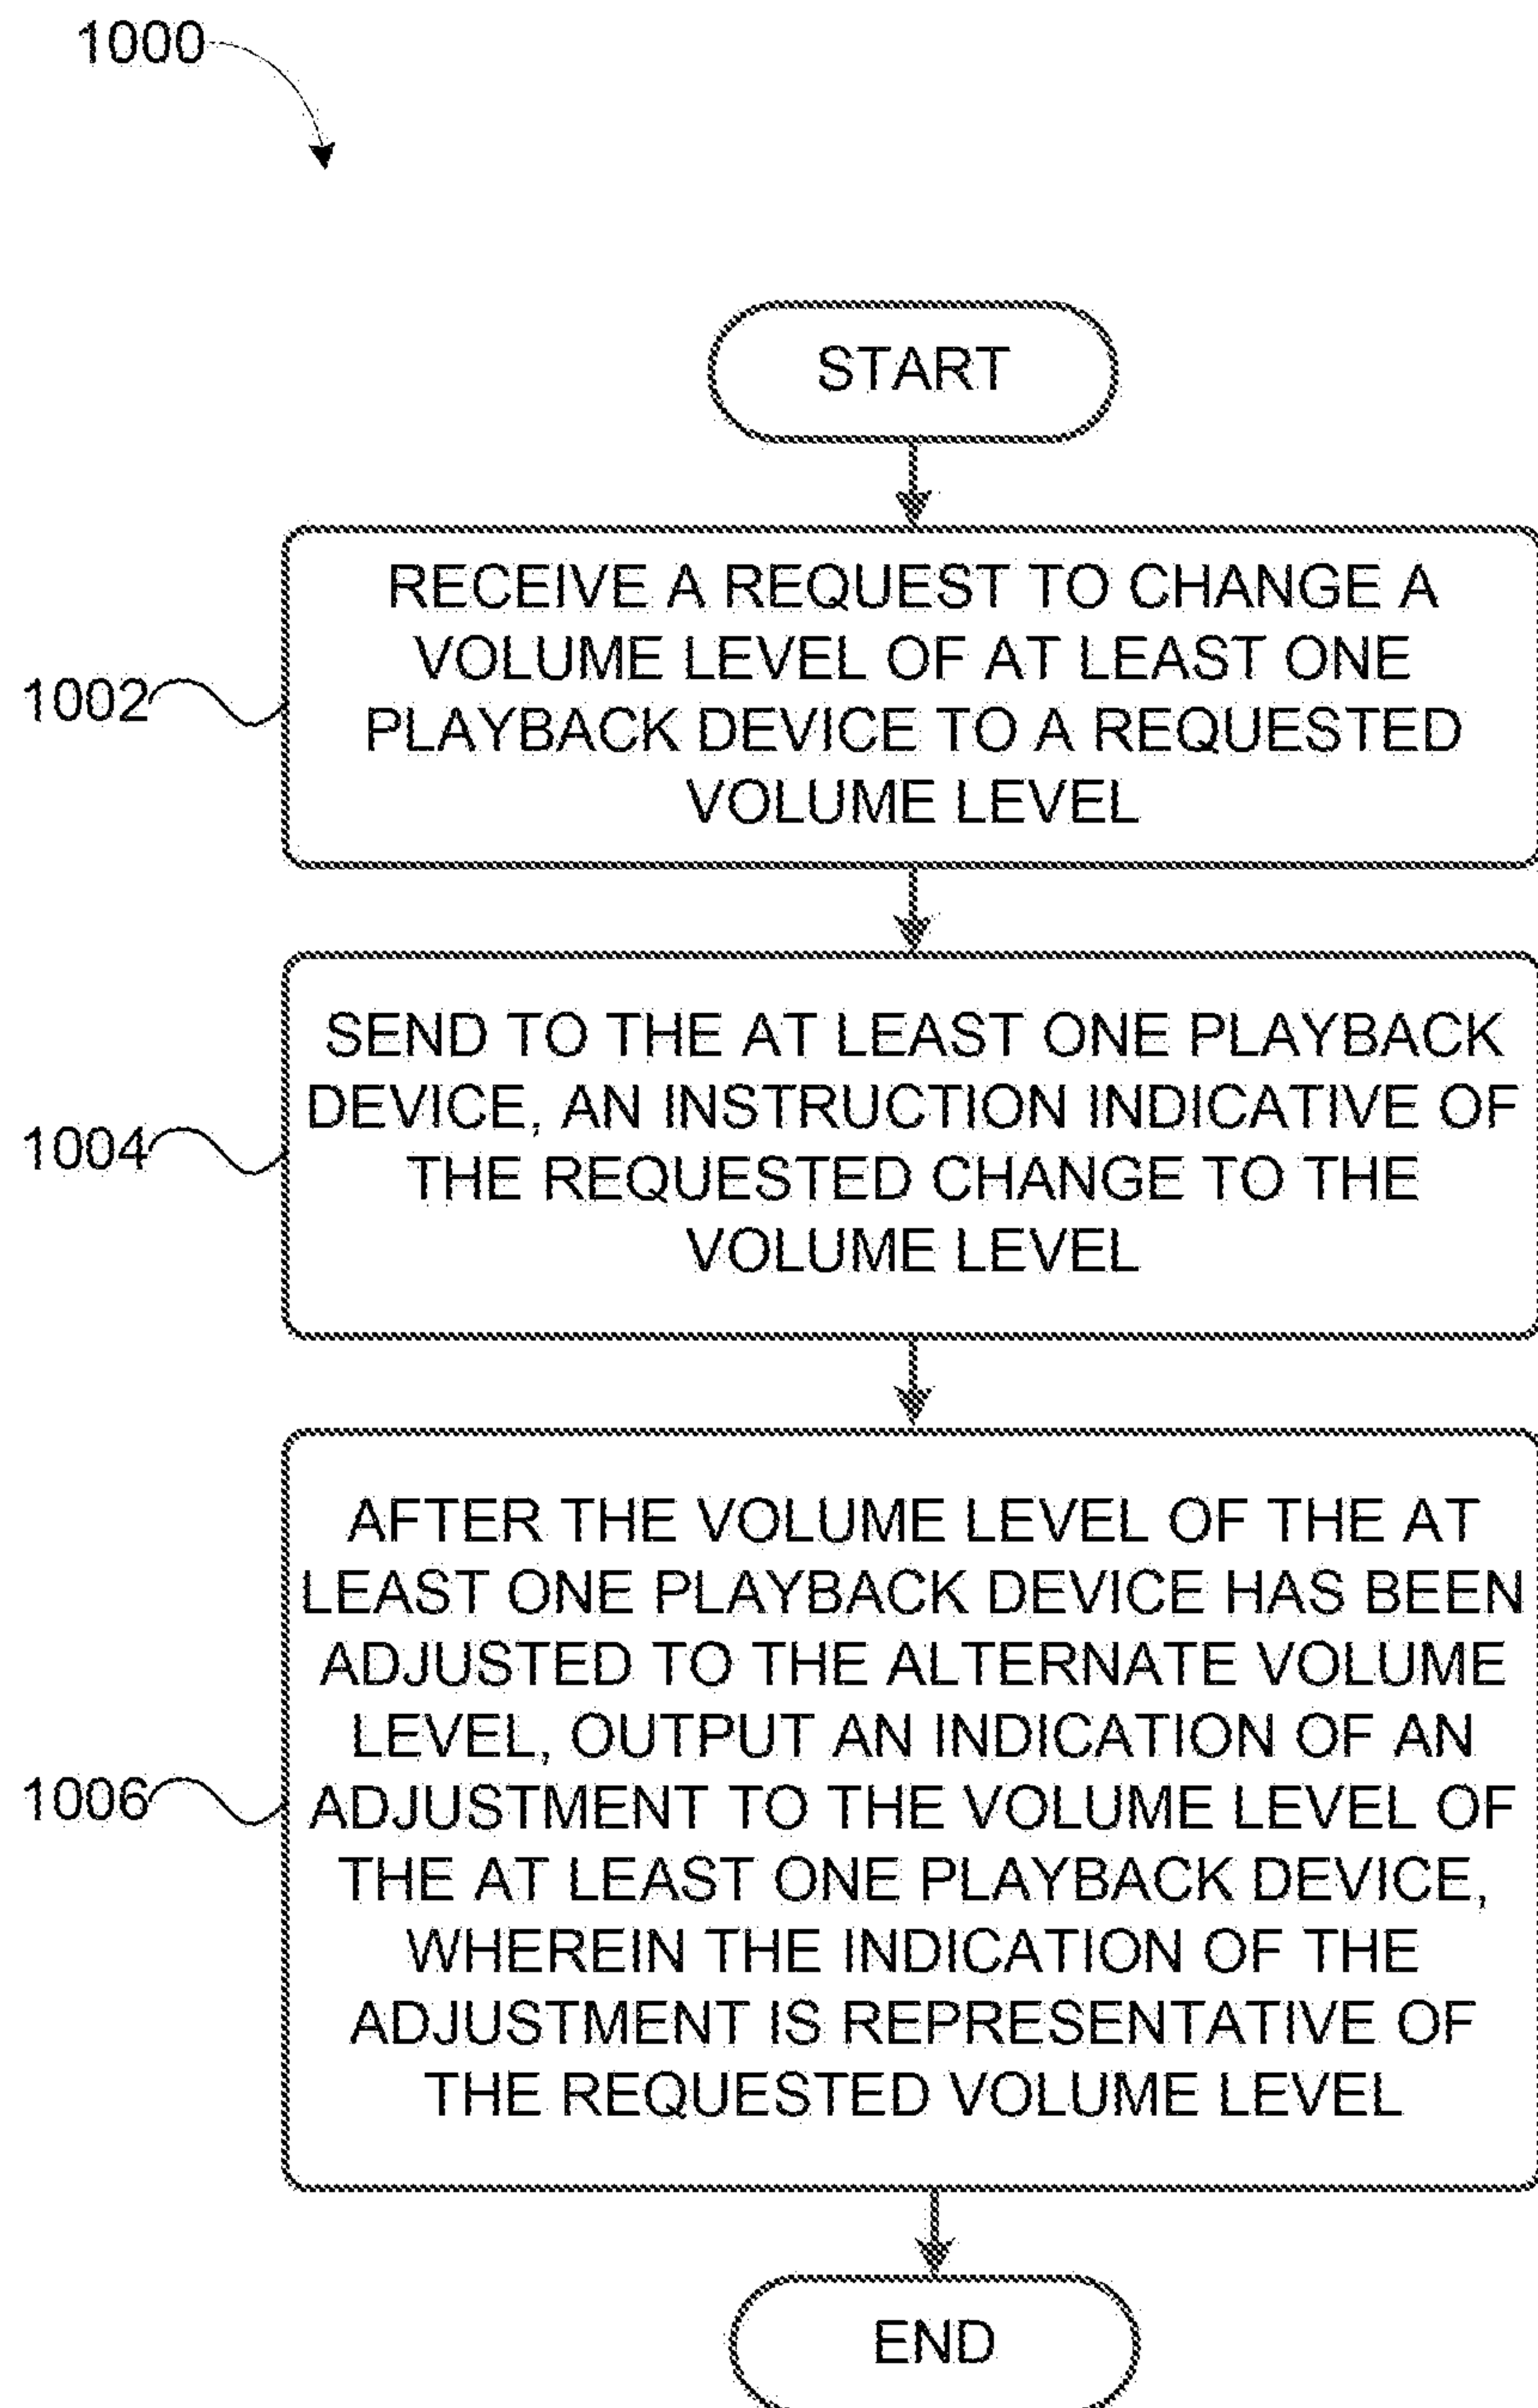 1000
START
RECEIVE A REQUEST TO CHANGE A
VOLUME LEVEL OF AT LEAST ONE
PLAYBACK DEVICE TO A REQUESTED
VOLUME LEVEL
1002
SEND TO THE AT LEAST ONE PLAYBACK
DEVICE, AN INSTRUCTION INDICATIVE OF
THE REQUESTED CHANGE TO THE
VOLUME LEVEL
1004
AFTER THE VOLUME LEVEL OF THE AT
LEAST ONE PLAYBACK DEVICE HAS BEEN
ADJUSTED TO THE ALTERNATE VOLUME
LEVEL, OUTPUT AN INDICATION OF AN
ADJUSTMENT TO THE VOLUME LEVEL OF
THE AT LEAST ONE PLAYBACK DEVICE,
WHEREIN THE INDICATION OF THE
ADJUSTMENT IS REPRESENTATIVE OF
THE REQUESTED VOLUME LEVEL
1006
END